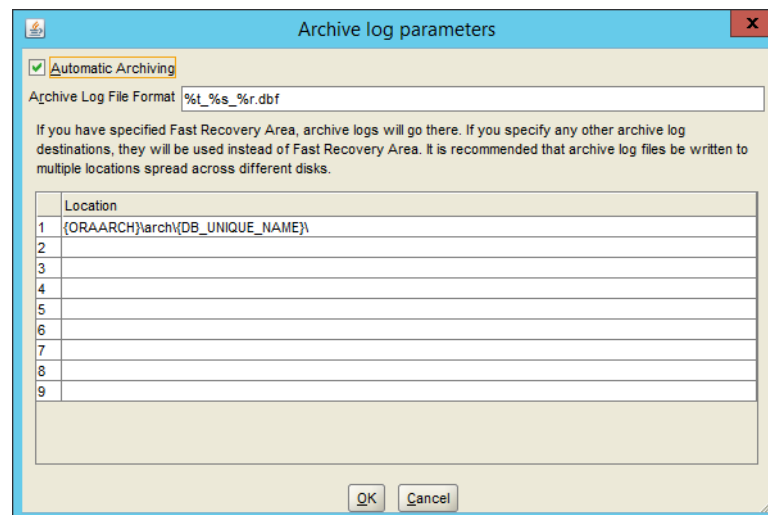 Archive log parameters
x
Automatic Archiving
Archive Log File Format %t_%s_%r.dbf
If you have specified Fast Recovery Area, archive logs will go there. If you specify any other archive log
destinations, they will be used instead of Fast Recovery Area. It is recommended that archive log files be written to
multiple locations spread across different disks.
Location
1 {ORAARCH}\arch\{DB_UNIQUE_NAME}\
2
3
4
5
6
7
8
9
OK Cancel